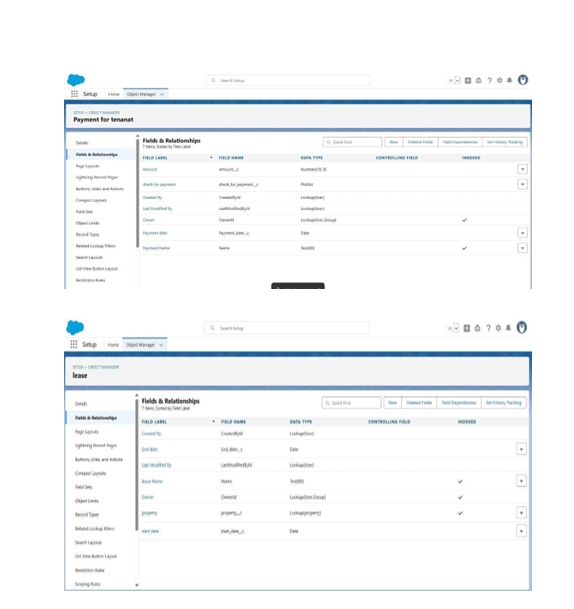 Search Setup
Setup Home Object Manager
SETUP > OBJECT MANAGER
Payment for tenanat
Details
Fields & Relationships
Page Layouts
Lightning Record Pages
Buttons, Links, and Actions
Compact Layouts
Field Sets
Object Limits
Record Types
Related Lookup Filters
Search Layouts
List View Button Layout
Restriction Rules
Fields & Relationships
7 Items, Sorted by Field Label
Quick Find New Deleted Fields Field Dependencies Set History Tracking
FIELD LABEL FIELD NAME DATA TYPE CONTROLLING FIELD INDEXED
Amount Amount__c Number(18, 0)
check for payment check_for_payment__c Picklist
Created By CreatedById Lookup(User)
Last Modified By LastModifiedById Lookup(User)
Owner OwnerId Lookup(User,Group)
Payment date Payment_date__c Date
Payment Name Name Text(80)
Search Setup
Setup Home Object Manager
SETUP > OBJECT MANAGER
lease
Details
Fields & Relationships
Page Layouts
Lightning Record Pages
Buttons, Links, and Actions
Compact Layouts
Field Sets
Object Limits
Record Types
Related Lookup Filters
Search Layouts
List View Button Layout
Restriction Rules
Scoping Rules
Fields & Relationships
7 Items, Sorted by Field Label
Quick Find New Deleted Fields Field Dependencies Set History Tracking
FIELD LABEL FIELD NAME DATA TYPE CONTROLLING FIELD INDEXED
Created By CreatedById Lookup(User)
End date End_date__c Date
Last Modified By LastModifiedById Lookup(User)
Name Name Text(80)
Owner OwnerId Lookup(User,Group)
property property__c Lookup(property)
start date start_date__c Date